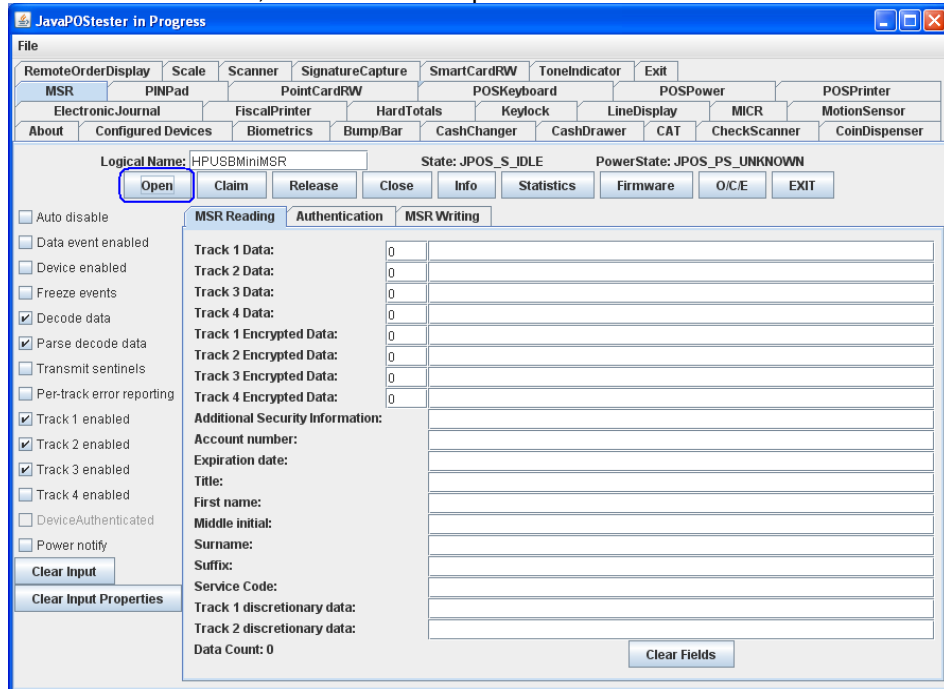 JavaPOStester in Progress
File
RemoteOrderDisplay Scale Scanner SignatureCapture SmartCardRW ToneIndicator Exit
MSR PINPad PointCardRW POSKeyboard POSPower POSPrinter
ElectronicJournal FiscalPrinter HardTotals Keylock LineDisplay MICR MotionSensor
About Configured Devices Biometrics Bump/Bar CashChanger CashDrawer CAT CheckScanner CoinDispenser
Logical Name: HPUSBMiniMSR State: JPOS_S_IDLE PowerState: JPOS_PS_UNKNOWN
Open Claim Release Close Info Statistics Firmware O/C/E EXIT
Auto disable
Data event enabled
Device enabled
Freeze events
Decode data
Parse decode data
Transmit sentinels
Per-track error reporting
Track 1 enabled
Track 2 enabled
Track 3 enabled
Track 4 enabled
DeviceAuthenticated
Power notify
Clear Input
Clear Input Properties
MSR Reading Authentication MSR Writing
Track 1 Data: 0
Track 2 Data: 0
Track 3 Data: 0
Track 4 Data: 0
Track 1 Encrypted Data: 0
Track 2 Encrypted Data: 0
Track 3 Encrypted Data: 0
Track 4 Encrypted Data: 0
Additional Security Information:
Account number:
Expiration date:
Title:
First name:
Middle initial:
Surname:
Suffix:
Service Code:
Track 1 discretionary data:
Track 2 discretionary data:
Data Count: 0 Clear Fields